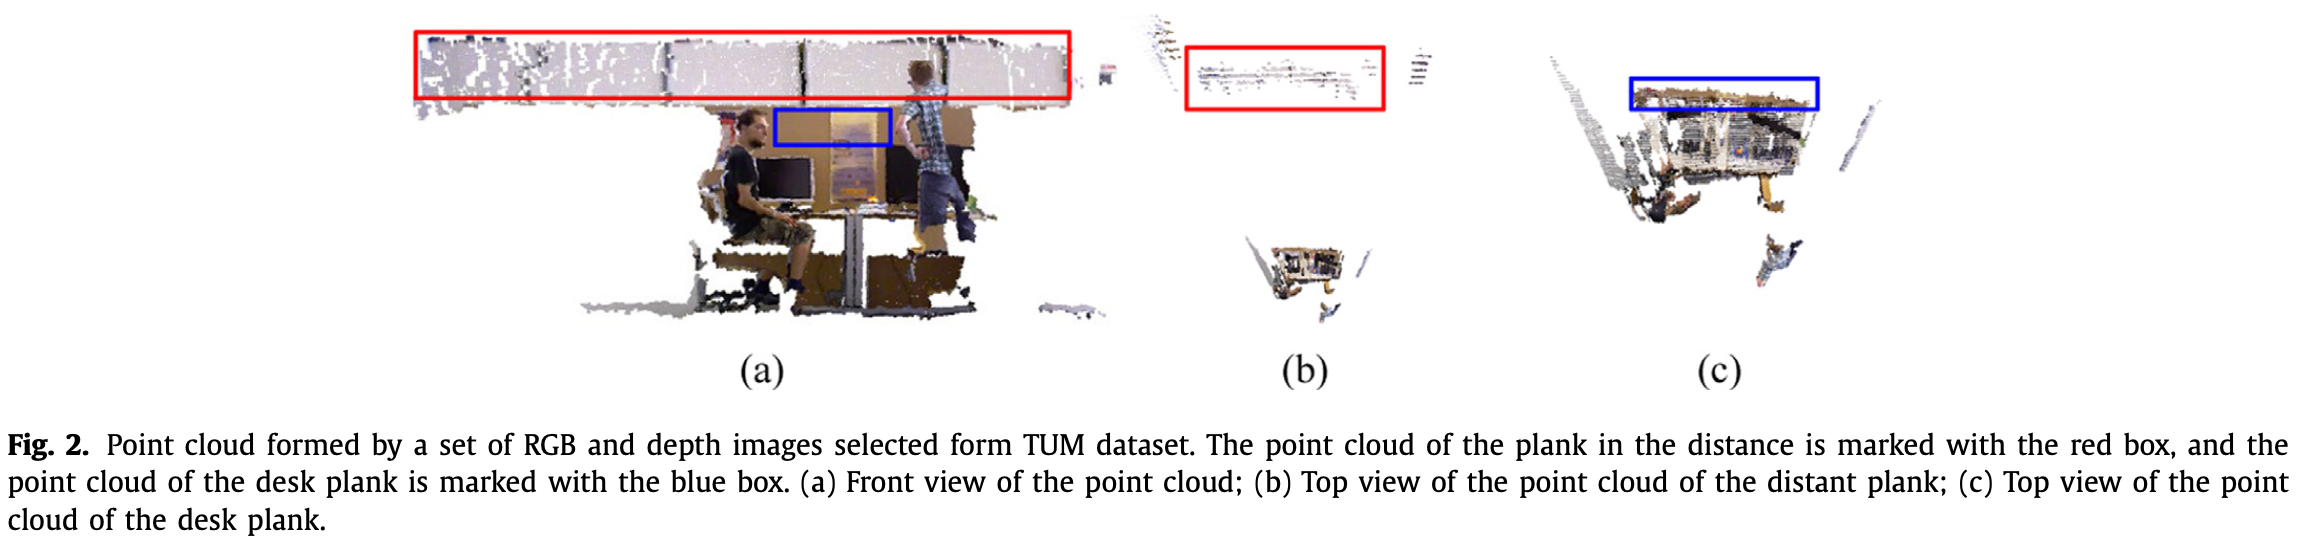 (a)
(b)
(c)
Fig. 2. Point cloud formed by a set of RGB and depth images selected form TUM dataset. The point cloud of the plank in the distance is marked with the red box, and the
point cloud of the desk plank is marked with the blue box. (a) Front view of the point cloud; (b) Top view of the point cloud of the distant plank; (c) Top view of the point
cloud of the desk plank.